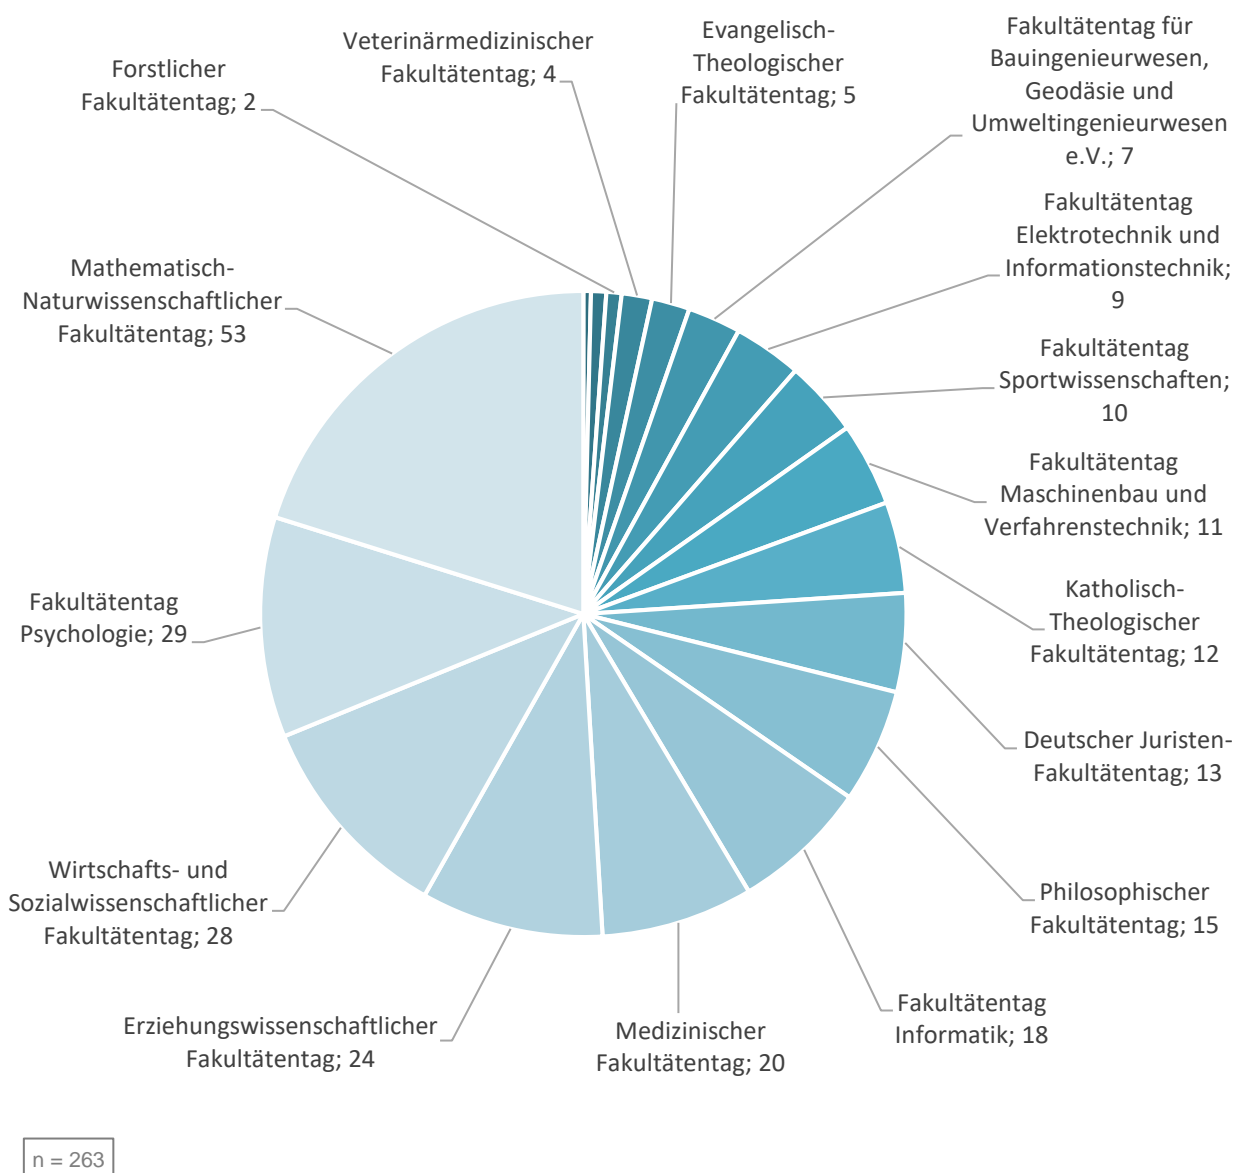 Forstlicher
Fakultätentag; 2
Veterinärmedizinischer
Fakultätentag; 4
Evangelisch-
Theologischer
Fakultätentag; 5
Fakultätentag für
Bauingenieurwesen,
Geodäsie und
Umweltingenieurwesen
e.V.; 7
Fakultätentag
Elektrotechnik und
Informationstechnik;
9
Fakultätentag
Sportwissenschaften;
10
Fakultätentag
Maschinenbau und
Verfahrenstechnik; 11
Katholisch-
Theologischer
Fakultätentag; 12
Deutscher Juristen-
Fakultätentag; 13
Philosophischer
Fakultätentag; 15
Fakultätentag
Informatik; 18
Medizinischer
Fakultätentag; 20
Erziehungswissenschaftlicher
Fakultätentag; 24
Wirtschafts- und
Sozialwissenschaftlicher
Fakultätentag; 28
Fakultätentag
Psychologie; 29
Mathematisch-
Naturwissenschaftlicher
Fakultätentag; 53
n = 263